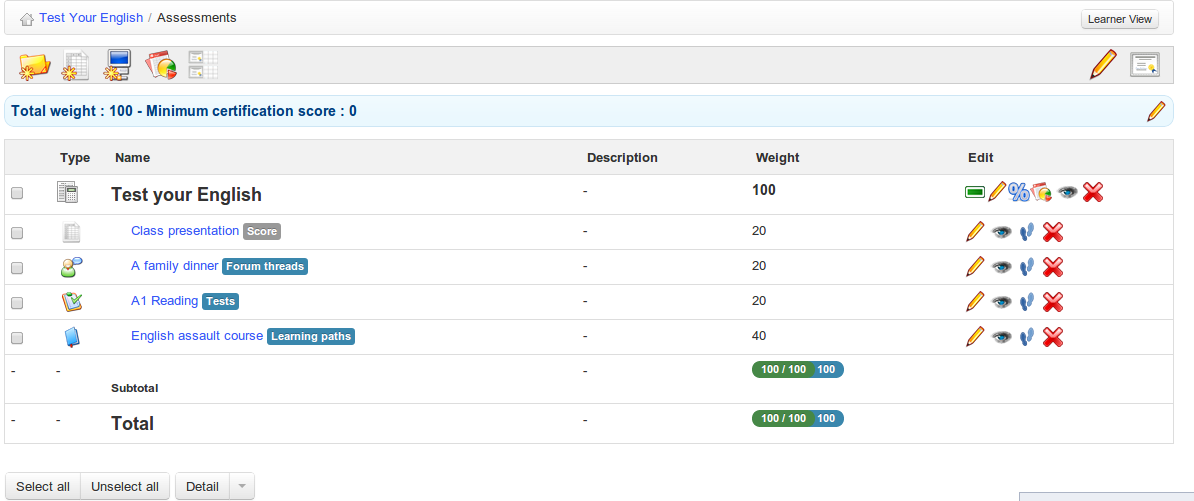 Test Your English / Assessments
Learner View
Total weight : 100 - Minimum certification score : 0
Type Name Description Weight Edit
Test your English - 100
Class presentation Score - 20
A family dinner Forum threads - 20
A1 Reading Tests - 20
English assault course Learning paths - 40
- - - 100 / 100 100
Subtotal
- - Total - 100 / 100 100
Select all Unselect all Detail